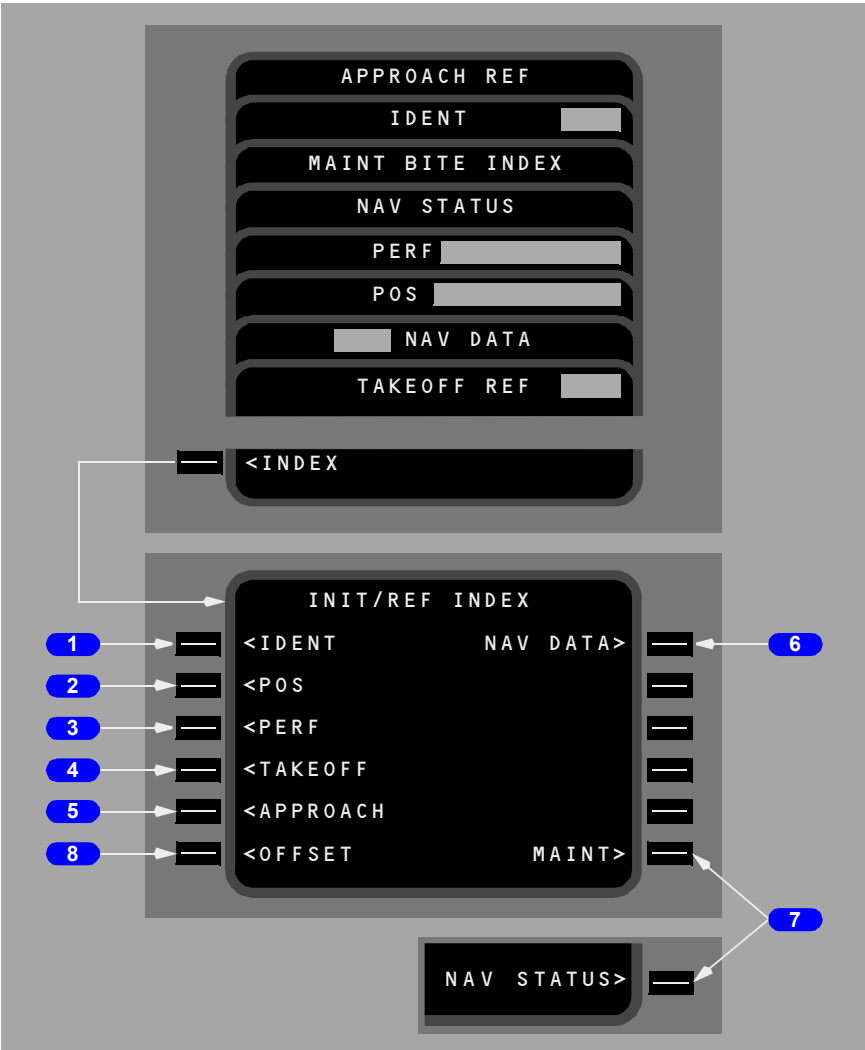 APPROACH REF
IDENT
MAINT BITE INDEX
NAV STATUS
PERF
POS
NAV DATA
TAKEOFF REF
<INDEX
INIT/REF INDEX
1 <IDENT NAV DATA> 6
2 <POS
3 <PERF
4 <TAKEOFF
5 <APPROACH
8 <OFFSET MAINT>
7
NAV STATUS>